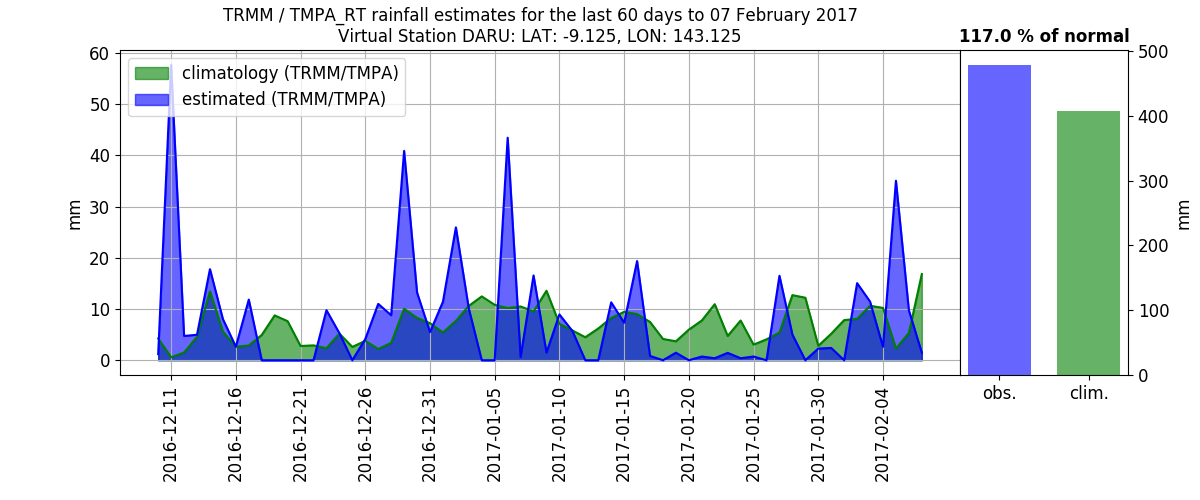 TRMM / TMPA_RT rainfall estimates for the last 60 days to 07 February 2017
Virtual Station DARU: LAT: -9.125, LON: 143.125
117.0 % of normal
climatology (TRMM/TMPA)
estimated (TRMM/TMPA)
60
50
40
30
20
10
0
mm
2016-12-11
2016-12-16
2016-12-21
2016-12-26
2016-12-31
2017-01-05
2017-01-10
2017-01-15
2017-01-20
2017-01-25
2017-01-30
2017-02-04
500
400
300
200
100
0
mm
obs.
clim.